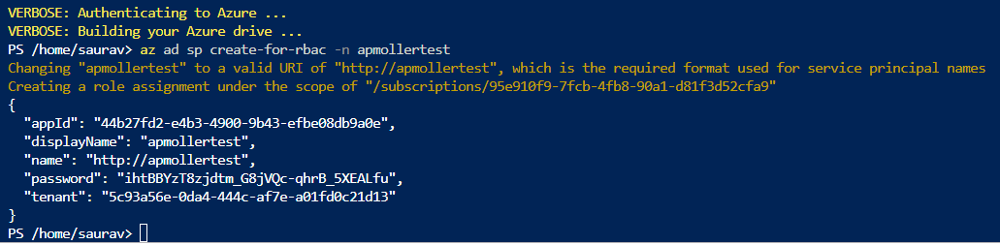 VERBOSE: Authenticating to Azure ...
VERBOSE: Building your Azure drive ...
PS /home/saurav> az ad sp create-for-rbac -n apmollertest
Changing "apmollertest" to a valid URI of "http://apmollertest", which is the required format used for service principal names
Creating a role assignment under the scope of "/subscriptions/95e910f9-7fcb-4fb8-90a1-d81f3d52cfa9"
{
  "appId": "44b27fd2-e4b3-4900-9b43-efbe08db9a0e",
  "displayName": "apmollertest",
  "name": "http://apmollertest",
  "password": "ihtBBYzT8zjdtm_G8jVQc-qhrB_5XEALfu",
  "tenant": "5c93a56e-0da4-444c-af7e-a01fd0c21d13"
}
PS /home/saurav>